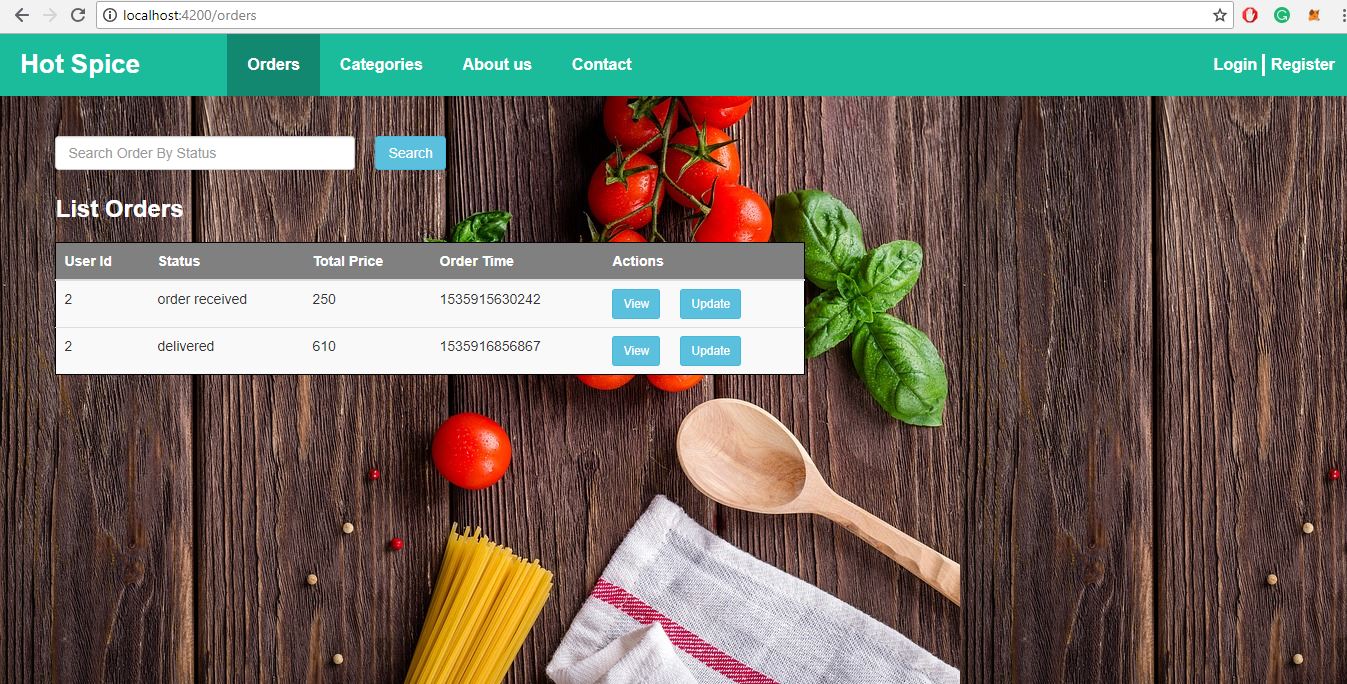 localhost:4200/orders
Hot Spice Orders Categories About us Contact Login | Register
Search Order By Status Search
List Orders
User Id Status Total Price Order Time Actions
2 order received 250 1535915630242 View Update
2 delivered 610 1535916856867 View Update